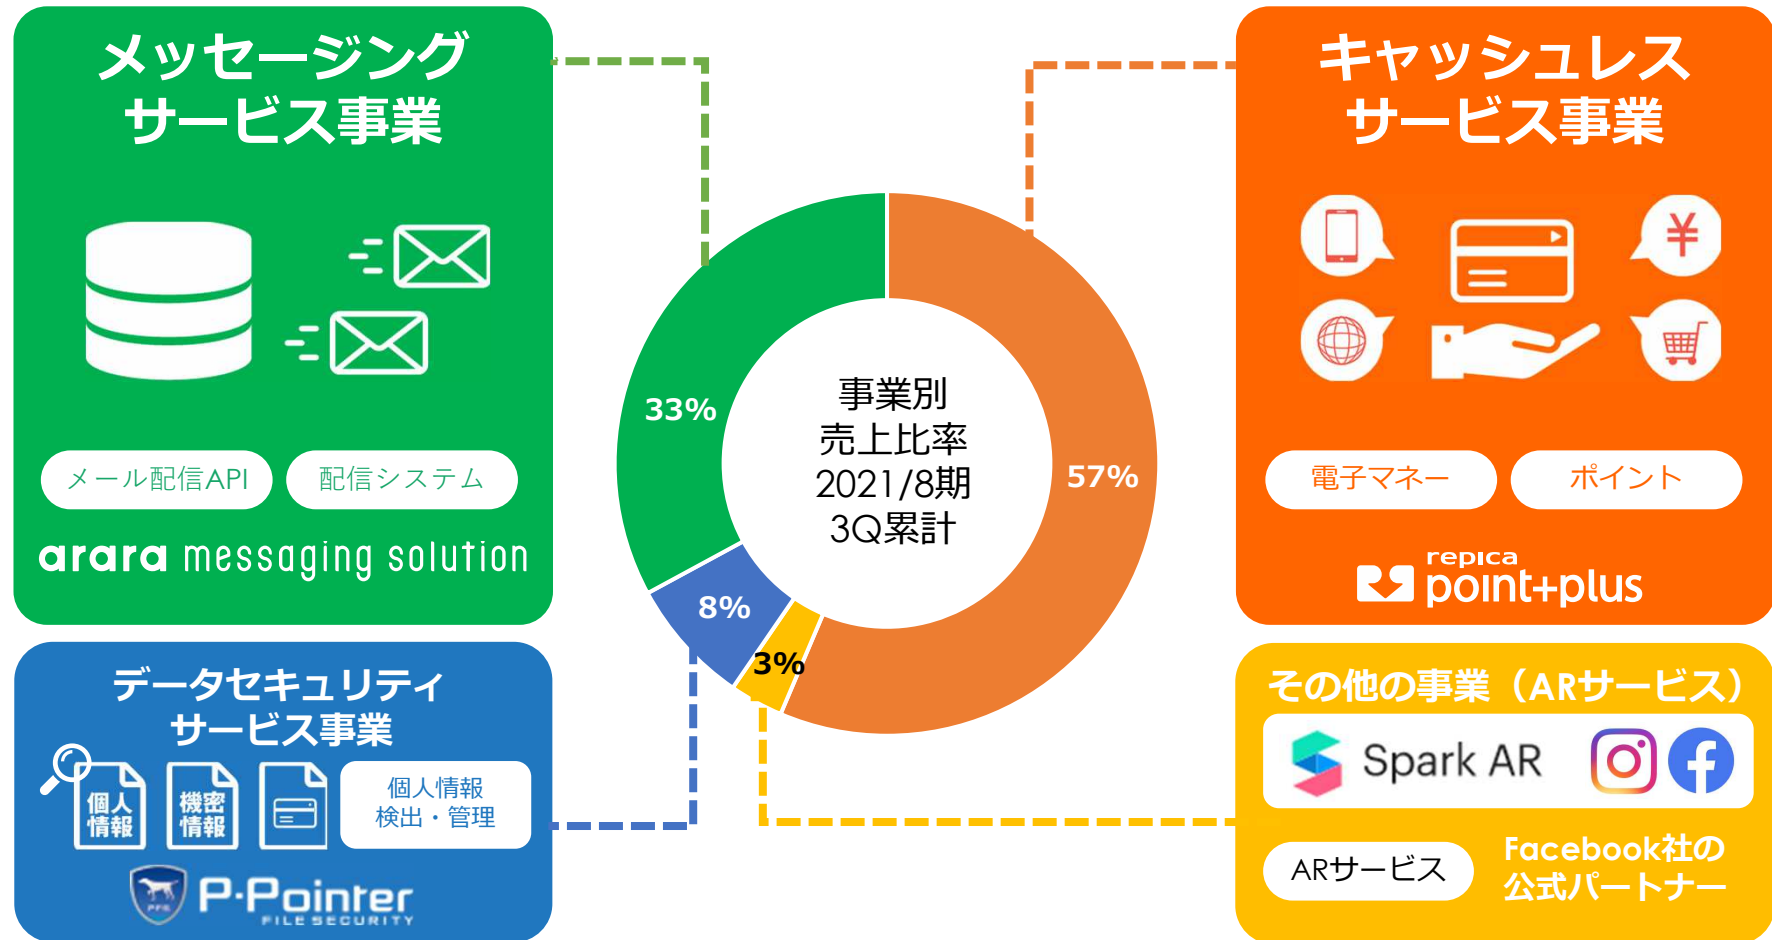 メッセージング
サービス事業
メール配信API
配信システム
arara messaging solution
データセキュリティ
サービス事業
個人
情報
機密
情報
個人情報
検出・管理
PFS
P-Pointer
FILE SECURITY
33%
57%
8%
3%
事業別
売上比率
2021/8期
3Q累計
キャッシュレス
サービス事業
¥
電子マネー
ポイント
repica
point+plus
その他の事業（ARサービス）
Spark AR
ARサービス
Facebook社の
公式パートナー